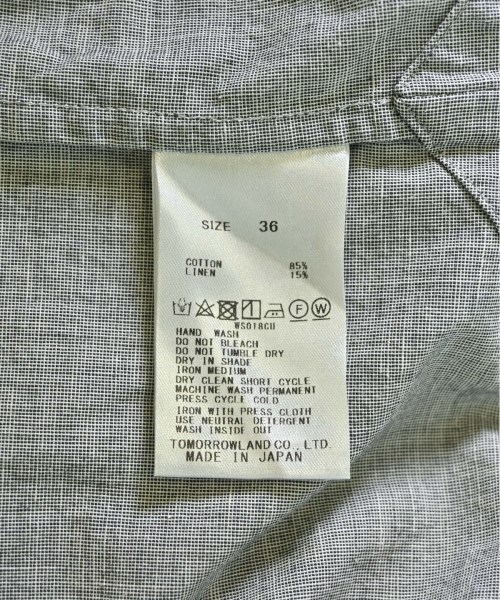 SIZE 36
COTTON 85%
LINEN 15%
F W
WS018CU
HAND WASH
DO NOT BLEACH
DO NOT TUMBLE DRY
DRY IN SHADE
IRON MEDIUM
DRY CLEAN SHORT CYCLE
MACHINE WASH PERMANENT
PRESS CYCLE COLD
IRON WITH PRESS CLOTH
USE NEUTRAL DETERGENT
WASH INSIDE OUT
TOMORROWLAND CO., LTD.
MADE IN JAPAN